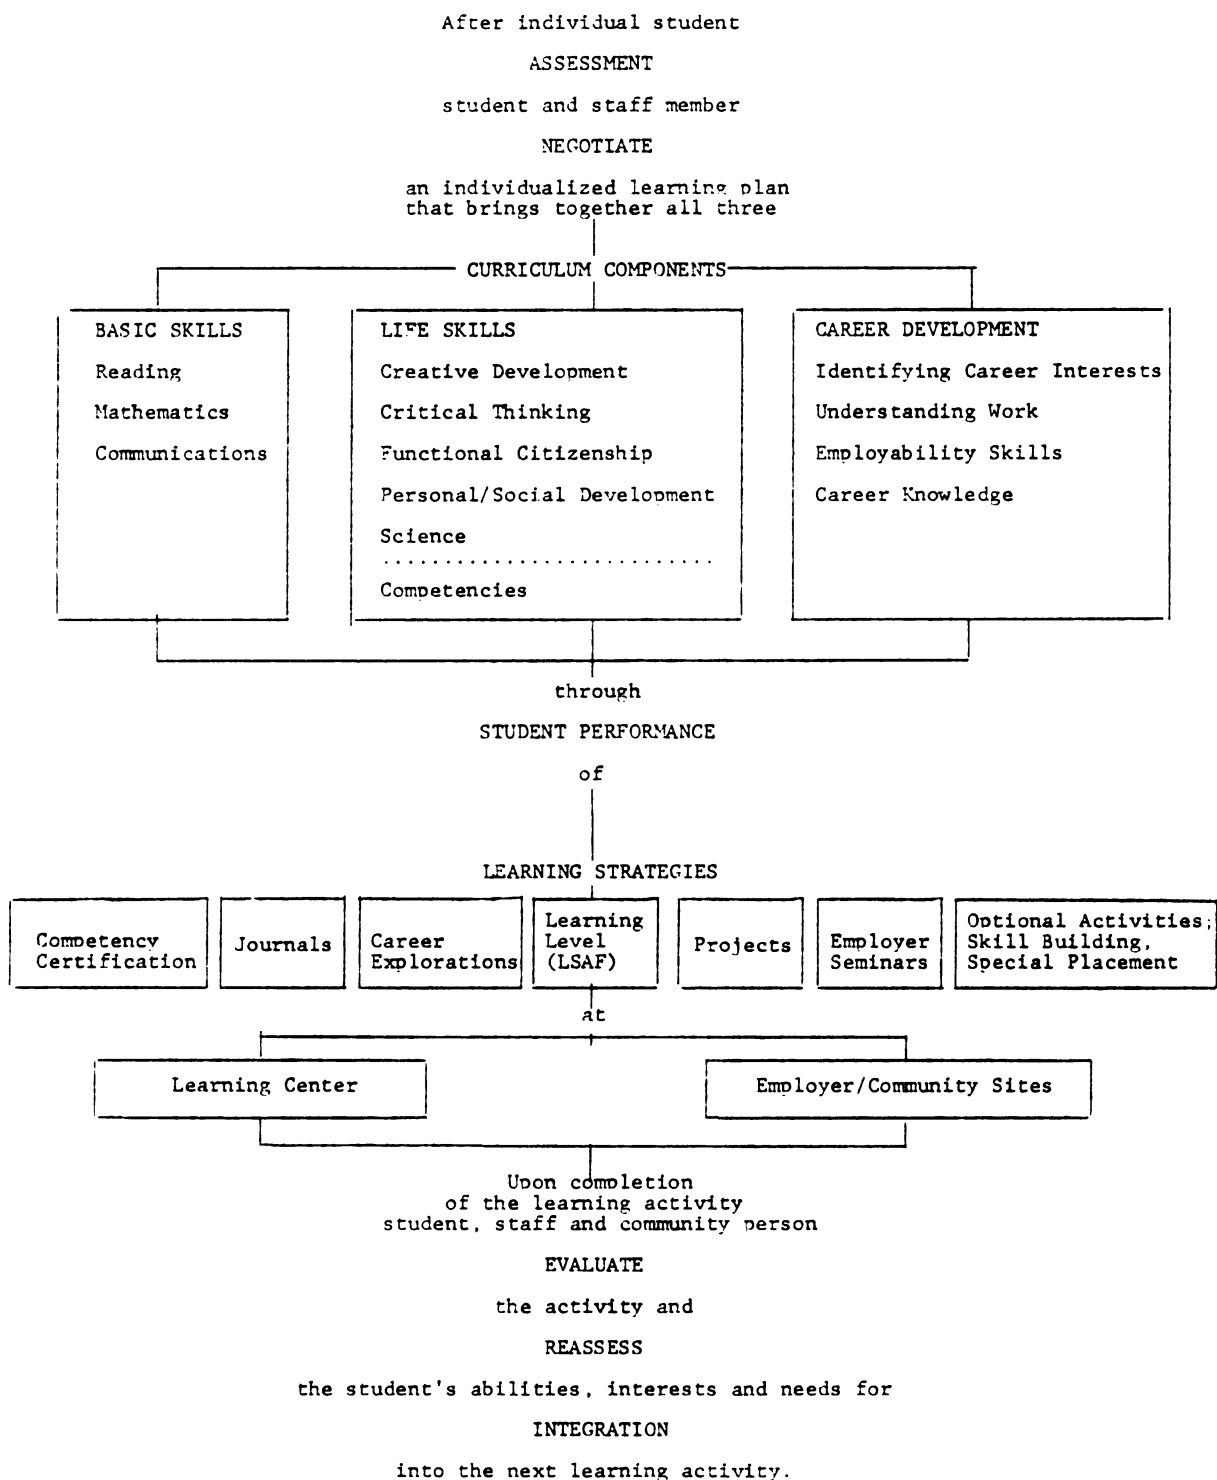 After individual student
ASSESSMENT
student and staff member
NEGOTIATE
an individualized learning plan
that brings together all three
CURRICULUM COMPONENTS
BASIC SKILLS
Reading
Mathematics
Communications
LIFE SKILLS
Creative Development
Critical Thinking
Functional Citizenship
Personal/Social Development
Science
...........................
Competencies
CAREER DEVELOPMENT
Identifying Career Interests
Understanding Work
Employability Skills
Career Knowledge
through
STUDENT PERFORMANCE
of
LEARNING STRATEGIES
Competency
Certification
Journals
Career
Explorations
Learning
Level
(LSAF)
Projects
Employer
Seminars
Optional Activities;
Skill Building,
Special Placement
at
Learning Center
Employer/Community Sites
Upon completion
of the learning activity
student, staff and community person
EVALUATE
the activity and
REASSESS
the student's abilities, interests and needs for
INTEGRATION
into the next learning activity.